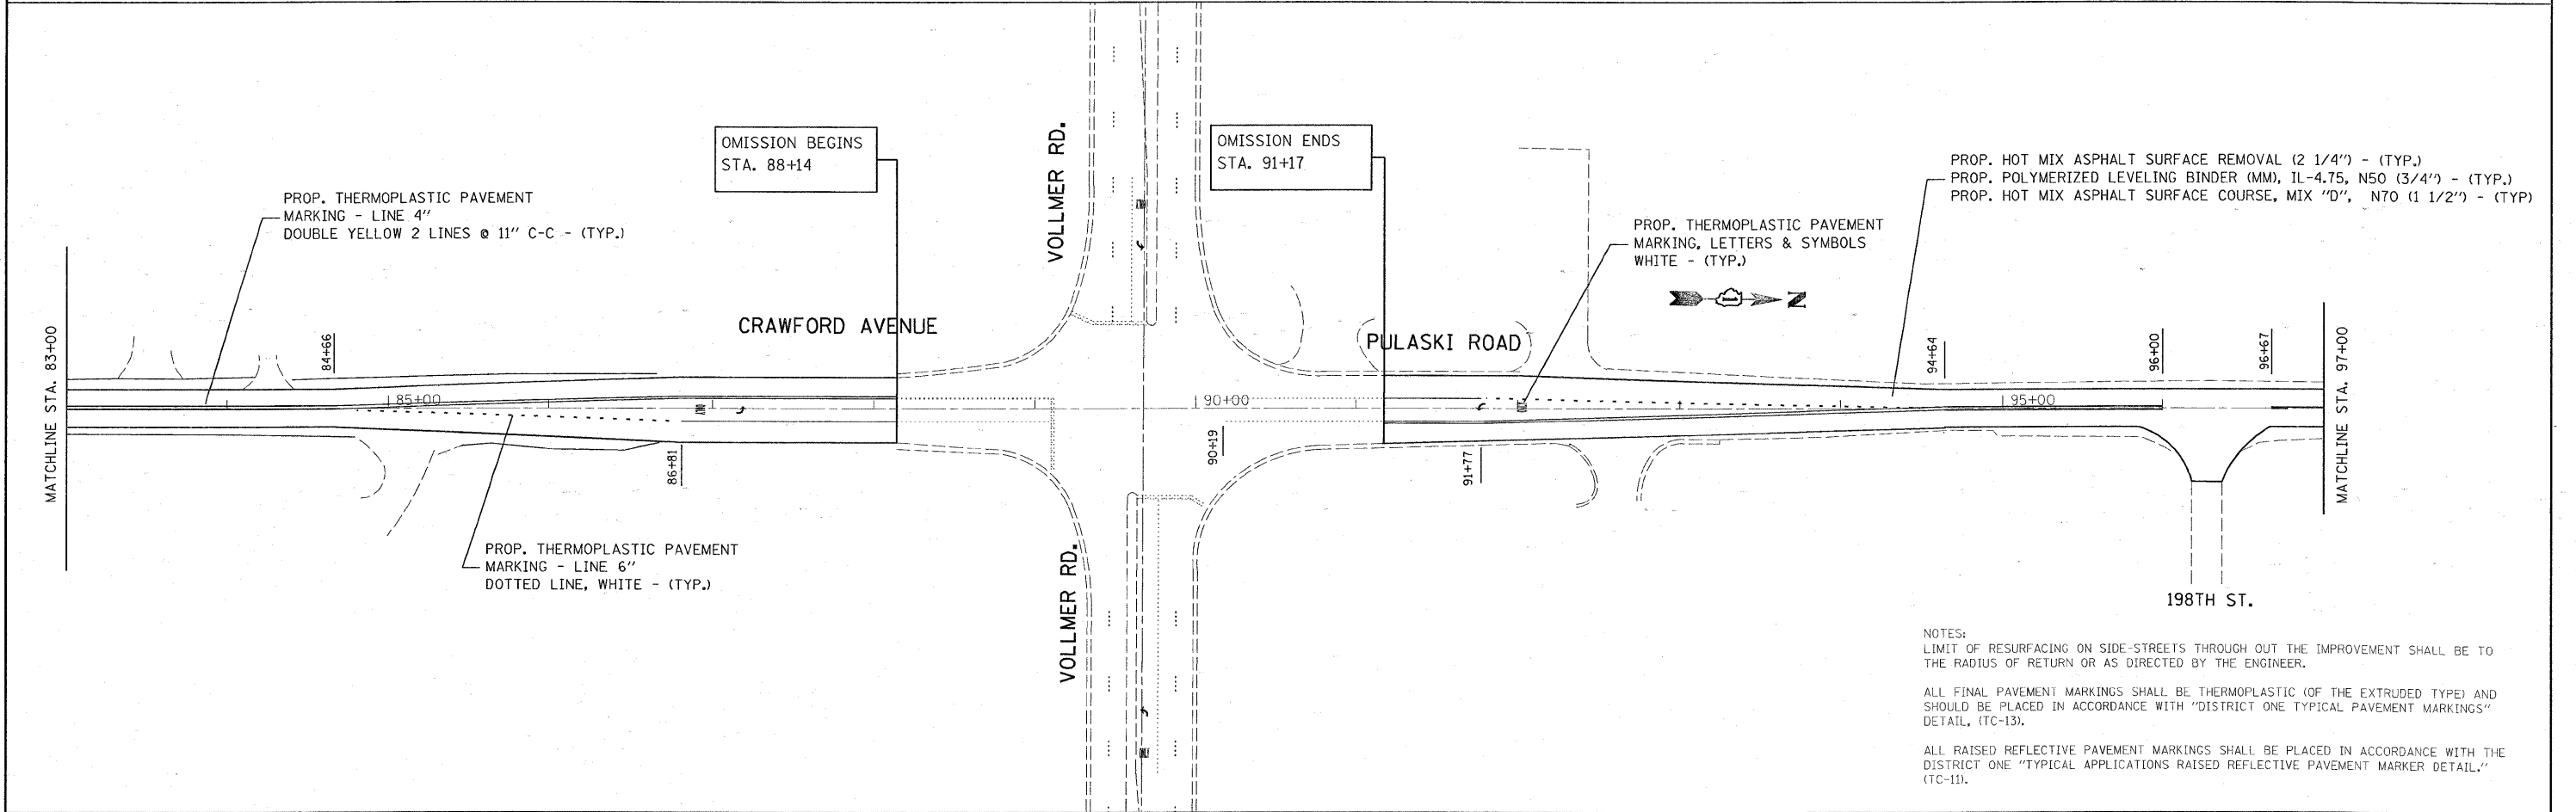 VOLLMER RD.
OMISSION BEGINS
STA. 88+14
OMISSION ENDS
STA. 91+17
PROP. HOT MIX ASPHALT SURFACE REMOVAL (2 1/4") - (TYP.)
PROP. POLYMERIZED LEVELING BINDER (MM), IL-4.75, N50 (3/4") - (TYP.)
PROP. HOT MIX ASPHALT SURFACE COURSE, MIX "D", N70 (1 1/2") - (TYP)
PROP. THERMOPLASTIC PAVEMENT
MARKING - LINE 4"
DOUBLE YELLOW 2 LINES @ 11" C-C - (TYP.)
PROP. THERMOPLASTIC PAVEMENT
MARKING, LETTERS & SYMBOLS
WHITE - (TYP.)
N
CRAWFORD AVENUE
PULASKI ROAD
MATCHLINE STA. 83+00
84+66
94+64
96+00
96+67
MATCHLINE STA. 97+00
85+00
90+00
95+00
ONLY
ONLY
ONLY
ONLY
86+81
90+19
91+77
PROP. THERMOPLASTIC PAVEMENT
MARKING - LINE 6"
DOTTED LINE, WHITE - (TYP.)
VOLLMER RD.
198TH ST.
NOTES:
LIMIT OF RESURFACING ON SIDE-STREETS THROUGH OUT THE IMPROVEMENT SHALL BE TO
THE RADIUS OF RETURN OR AS DIRECTED BY THE ENGINEER.
ALL FINAL PAVEMENT MARKINGS SHALL BE THERMOPLASTIC (OF THE EXTRUDED TYPE) AND
SHOULD BE PLACED IN ACCORDANCE WITH "DISTRICT ONE TYPICAL PAVEMENT MARKINGS"
DETAIL, (TC-13).
ALL RAISED REFLECTIVE PAVEMENT MARKINGS SHALL BE PLACED IN ACCORDANCE WITH THE
DISTRICT ONE "TYPICAL APPLICATIONS RAISED REFLECTIVE PAVEMENT MARKER DETAIL."
(TC-11).